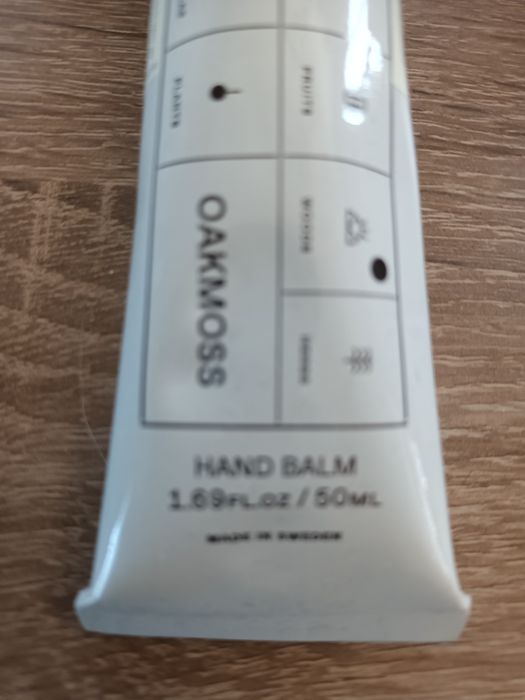 PLANTS
FRUITS
WOODS
OAKMOSS
HAND BALM
1.69FL.OZ / 50ML
MADE IN SWEDEN